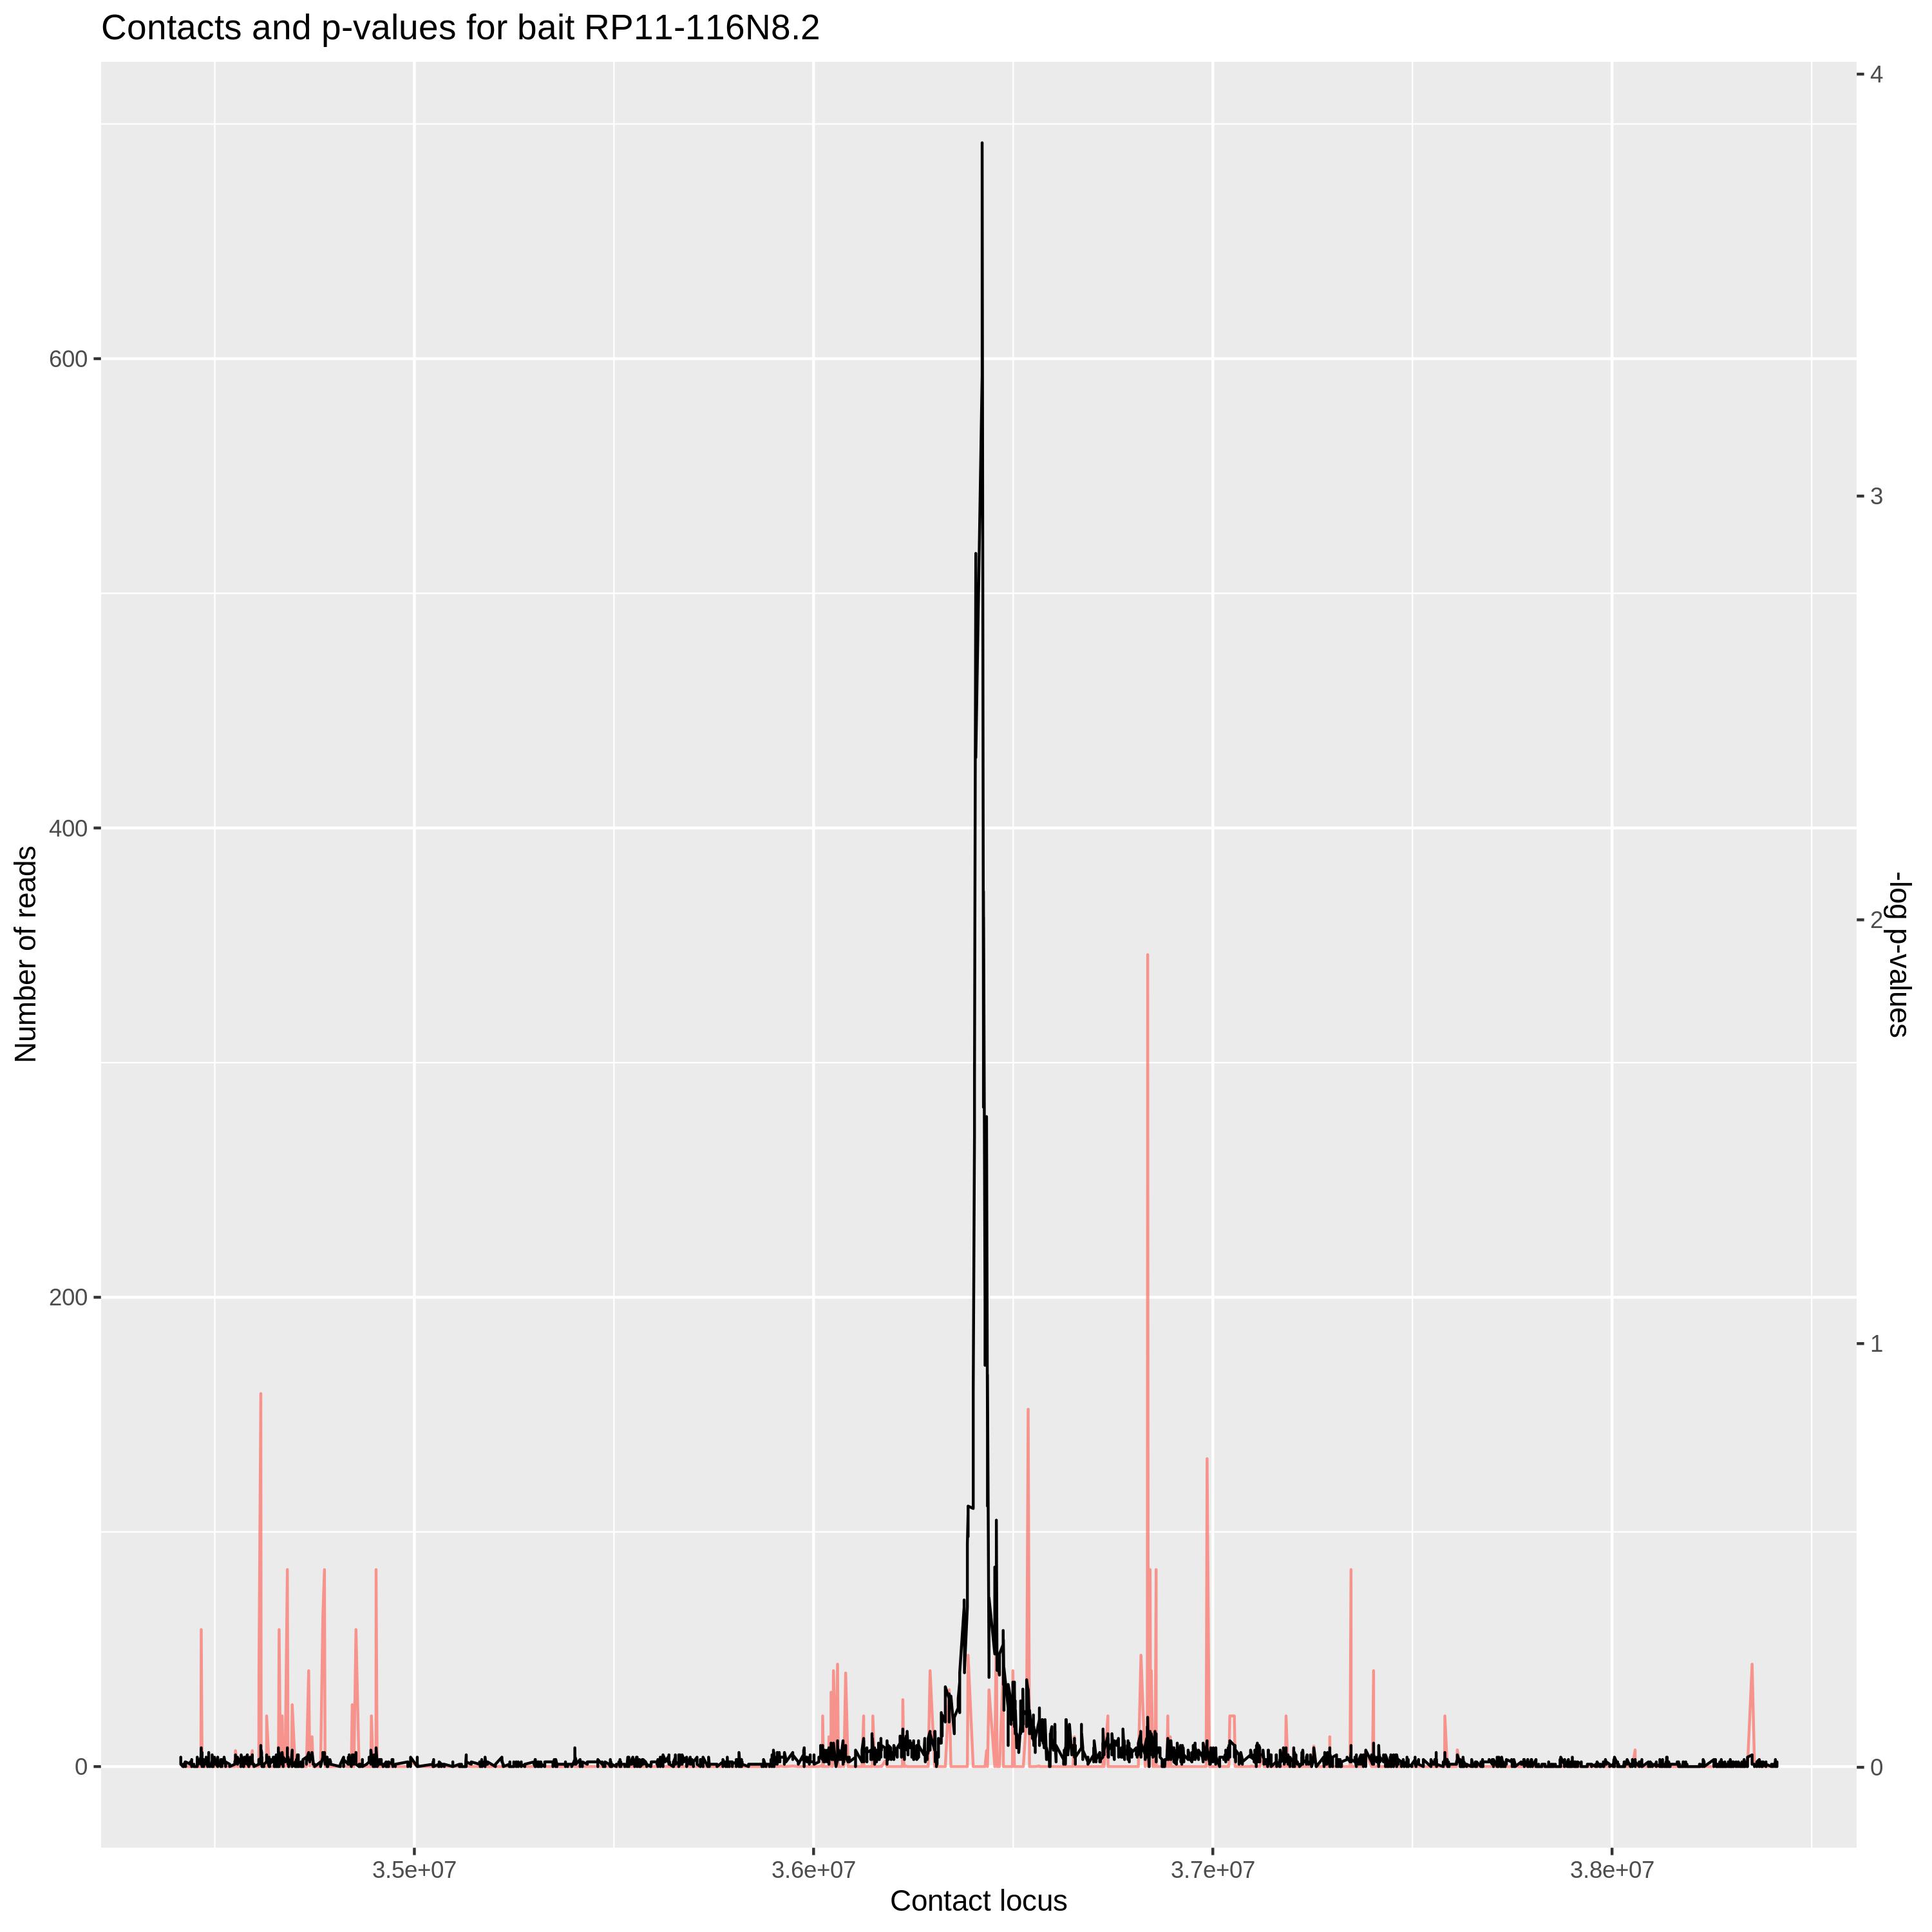 Contacts and p-values for bait RP11-116N8.2
600
400
200
0
Number of reads
4
3
2
1
0
-log p-values
3.5e+07
3.6e+07
3.7e+07
3.8e+07
Contact locus